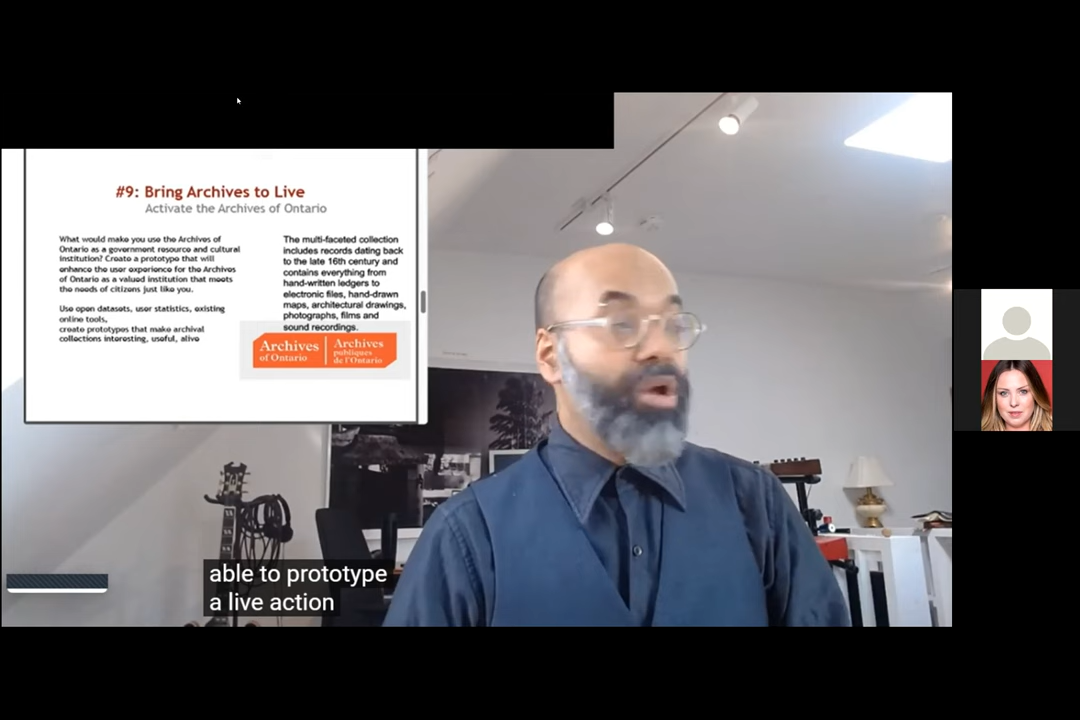 #9: Bring Archives to Live
Activate the Archives of Ontario
What would make you use the Archives of
Ontario as a government resource and cultural
institution? Create a prototype that will
enhance the user experience for the Archives
of Ontario as a valued institution that meets
the needs of citizens just like you.
Use open datasets, user statistics, existing
online tools,
create prototypes that make archival
collections interesting, useful, alive
The multi-faceted collection
includes records dating back
to the late 16th century and
contains everything from
hand-written ledgers to
electronic files, hand-drawn
maps, architectural drawings,
photographs, films and
sound recordings.
Archives
of Ontario
Archives
publiques
de l'Ontario
able to prototype
a live action